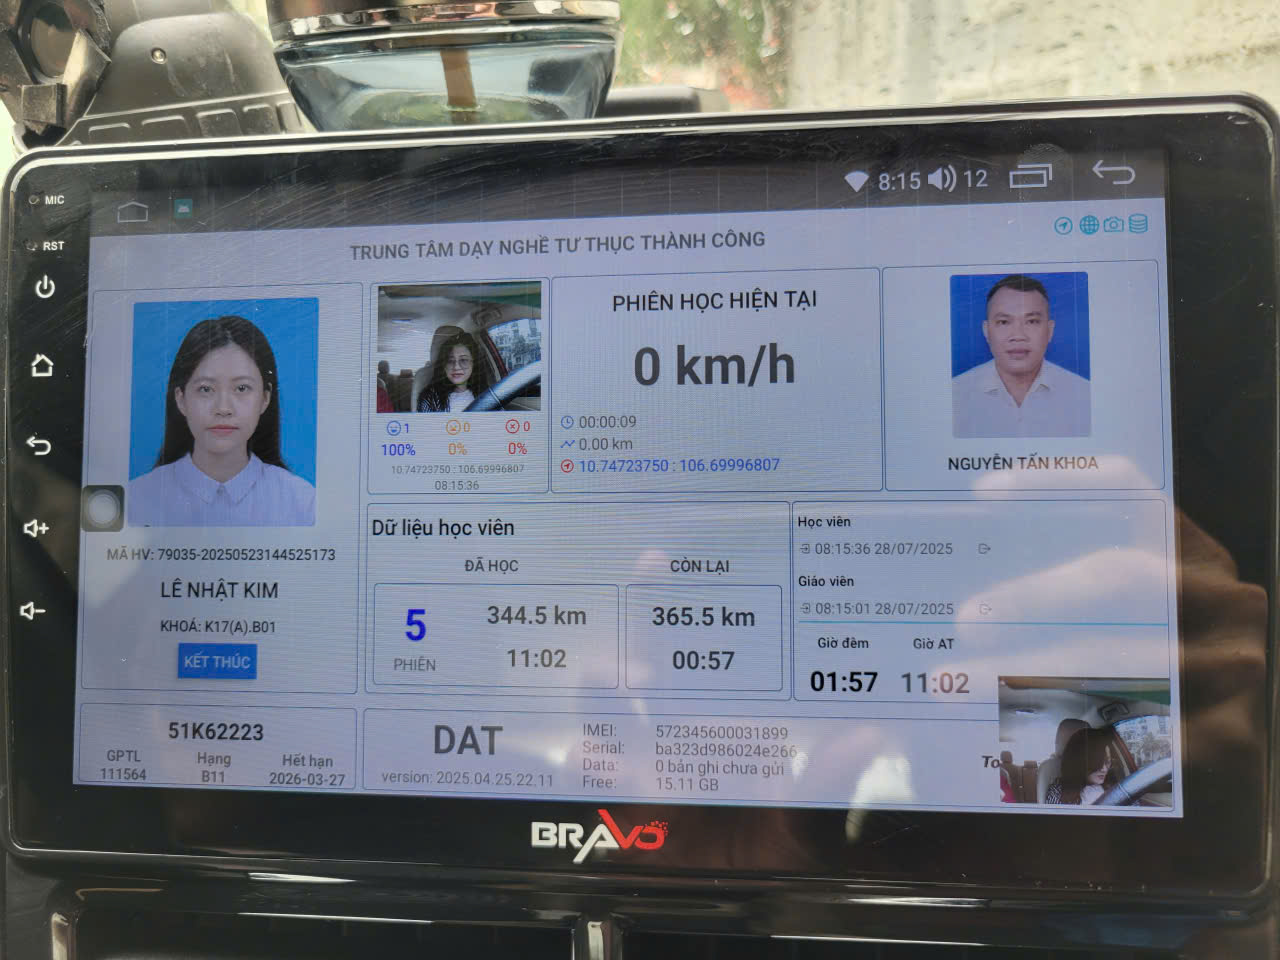 MIC
RST
8:15 12
TRUNG TÂM DẠY NGHỀ TƯ THỤC THÀNH CÔNG
MÃ HV: 79035-20250523144525173
LÊ NHẬT KIM
KHOÁ: K17(A).B01
KẾT THÚC
1 0 0
100% 0% 0%
10.74723750 : 106.69996807
08:15:36
PHIÊN HỌC HIỆN TẠI
0 km/h
00:00:09
0.00 km
10.74723750 : 106.69996807
NGUYỄN TẤN KHOA
Dữ liệu học viên
ĐÃ HỌC CÒN LẠI
5 344.5 km 365.5 km
PHIÊN 11:02 00:57
Học viên
08:15:36 28/07/2025
Giáo viên
08:15:01 28/07/2025
Giờ đêm Giờ AT
01:57 11:02
51K62223
GPTL Hạng Hết hạn
111564 B11 2026-03-27
DAT
version: 2025.04.25.22.11
IMEI: 572345600031899
Serial: ba323d986024e266
Data: 0 bản ghi chưa gửi
Free: 15.11 GB
To
BRAVO